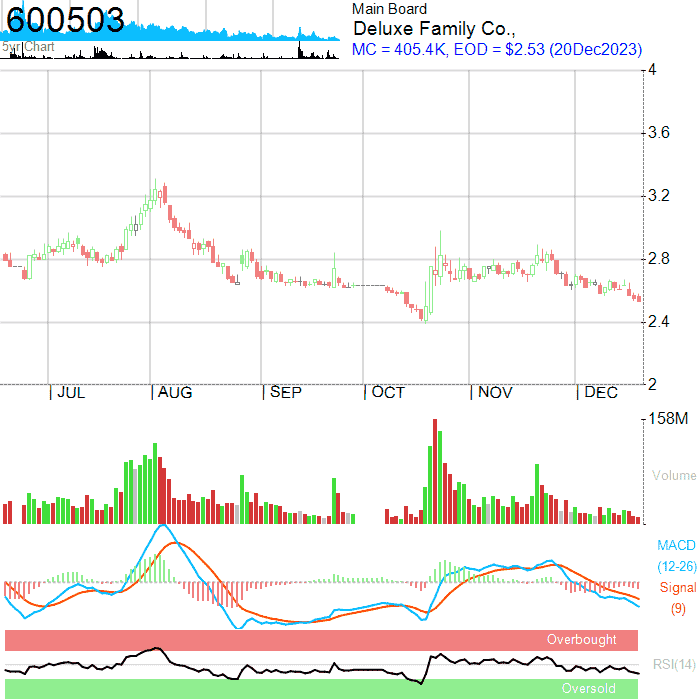 600503
5yr Chart
Main Board
Deluxe Family Co.,
MC = 405.4K, EOD = $2.53 (20Dec2023)
4
3.6
3.2
2.8
2.4
2
JUL
AUG
SEP
OCT
NOV
DEC
158M
Volume
MACD
(12-26)
Signal
(9)
Overbought
RSI(14)
Oversold